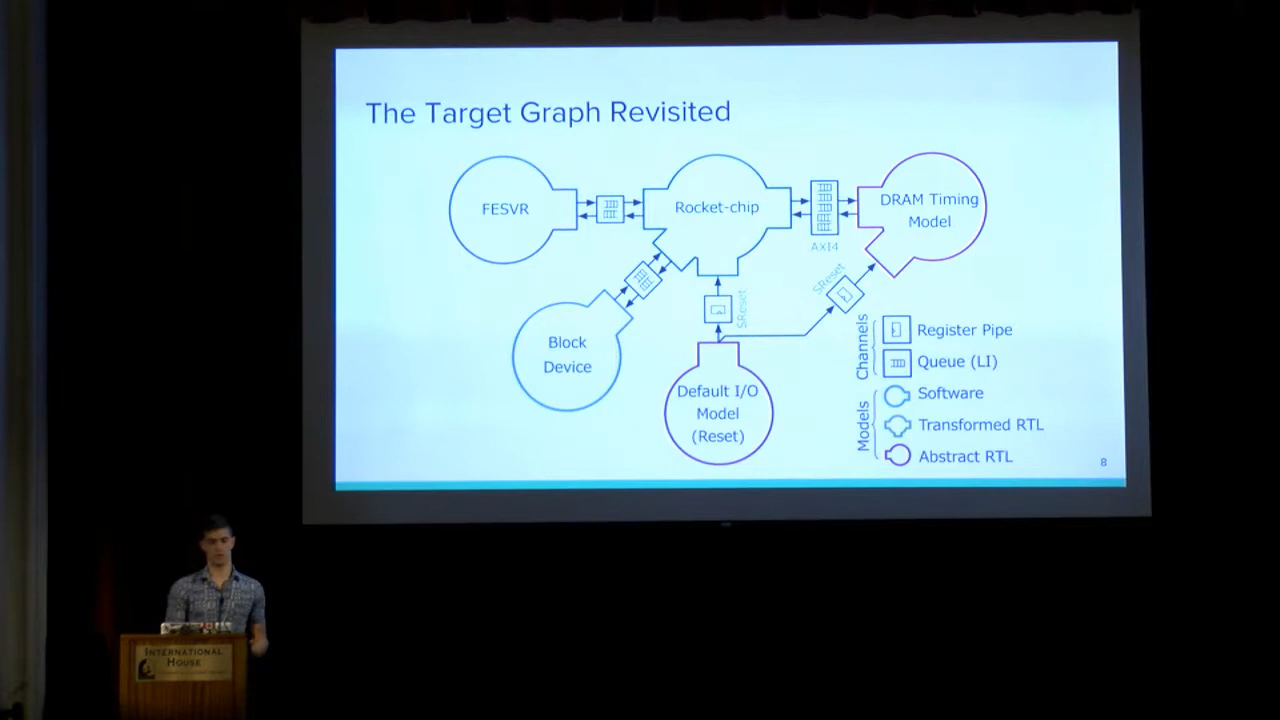 The Target Graph Revisited
FESVR
Rocket-chip
DRAM Timing
Model
AXI4
SReset
SReset
Block
Device
Default I/O
Model
(Reset)
Channels
Register Pipe
Queue (LI)
Models
Software
Transformed RTL
Abstract RTL
8
INTERNATIONAL
HOUSE